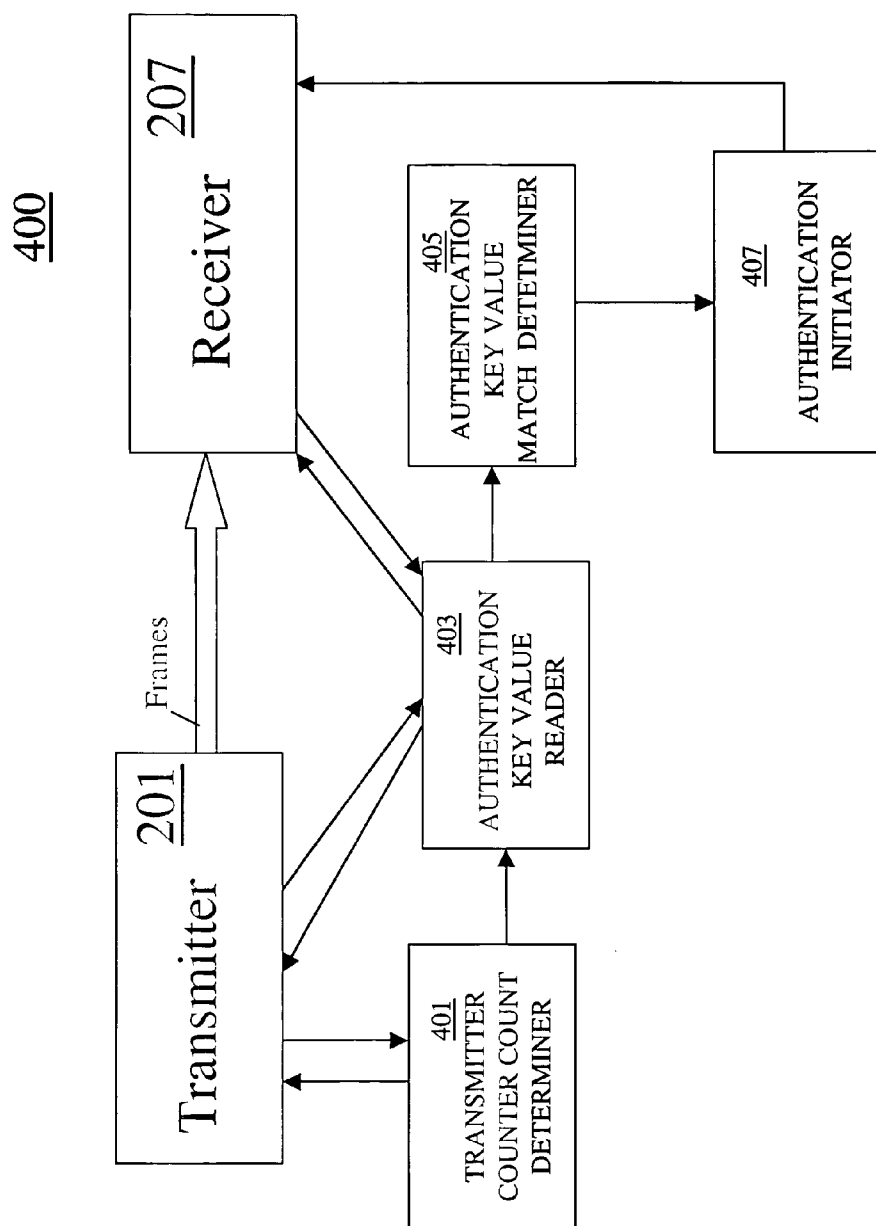 400
201
Transmitter
Frames
207
Receiver
401
TRANSMITTER
COUNTER COUNT
DETERMINER
403
AUTHENTICATION
KEY VALUE
READER
405
AUTHENTICATION
KEY VALUE
MATCH DETETMINER
407
AUTHENTICATION
INITIATOR